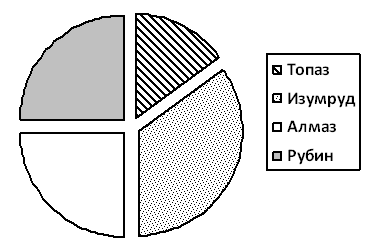 Топаз
Изумруд
Алмаз
Рубин